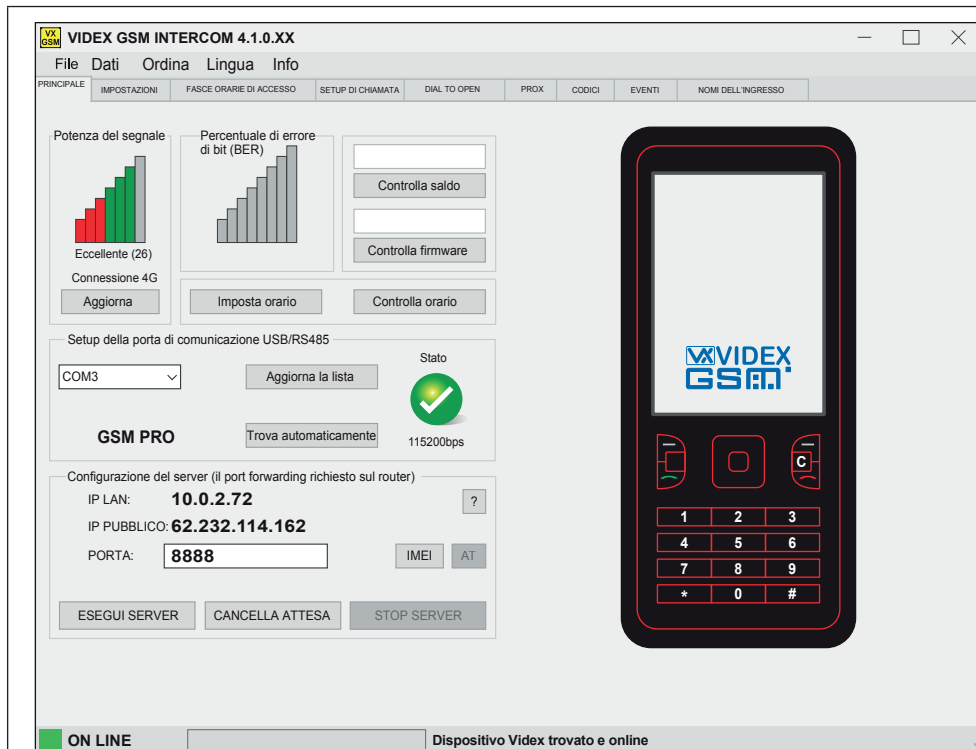 VX
GSM
VIDEX GSM INTERCOM 4.1.0.XX
File Dati Ordina Lingua Info
PRINCIPALE IMPOSTAZIONI FASCE ORARIE DI ACCESSO SETUP DI CHIAMATA DIAL TO OPEN PROX CODICI EVENTI NOMI DELL'INGRESSO
Potenza del segnale
Eccellente (26)
Connessione 4G
Aggiorna
Percentuale di errore
di bit (BER)
Controlla saldo
Controlla firmware
Imposta orario Controlla orario
Setup della porta di comunicazione USB/RS485
COM3
Aggiorna la lista
Stato
GSM PRO
Trova automaticamente
115200bps
Configurazione del server (il port forwarding richiesto sul router)
IP LAN: 10.0.2.72
?
IP PUBBLICO: 62.232.114.162
PORTA: 8888
IMEI AT
ESEGUI SERVER CANCELLA ATTESA STOP SERVER
VIDEX
GSM
C
1 2 3
4 5 6
7 8 9
* 0 #
ON LINE
Dispositivo Videx trovato e online